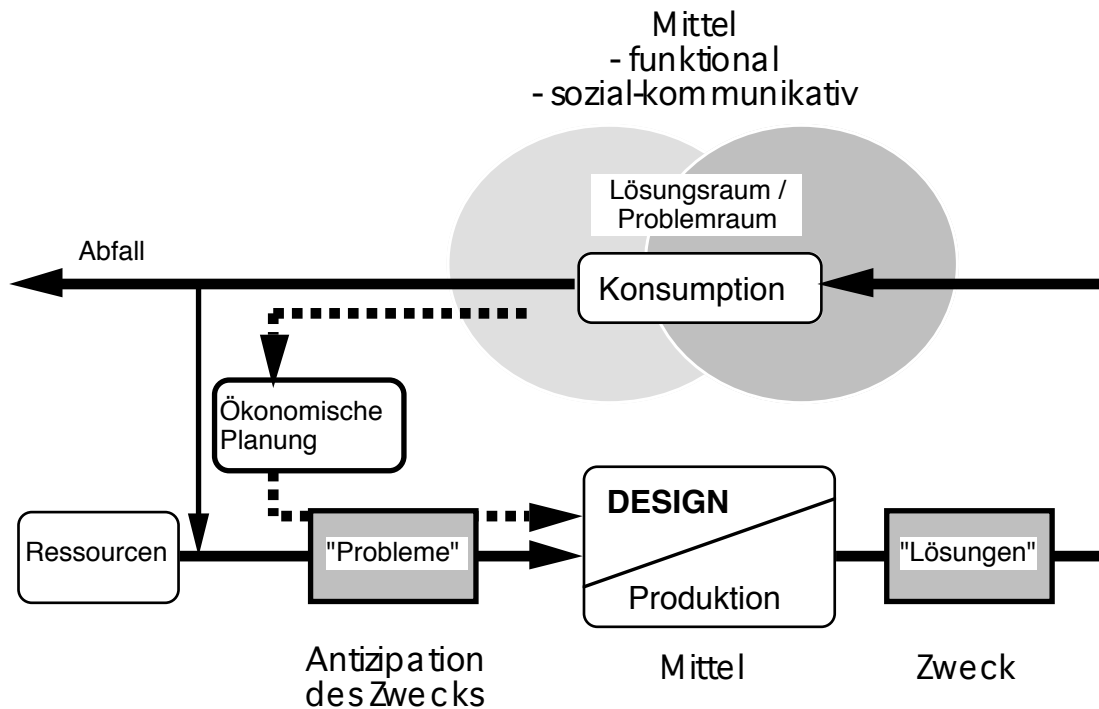 Mittel
- funktional
- sozial-kommunikativ
Lösungsraum /
Problemraum
Abfall
Konsumption
Ökonomische
Planung
DESIGN
Ressourcen
"Probleme"
"Lösungen"
Produktion
Antizipation
des Zwecks
Mittel
Zweck